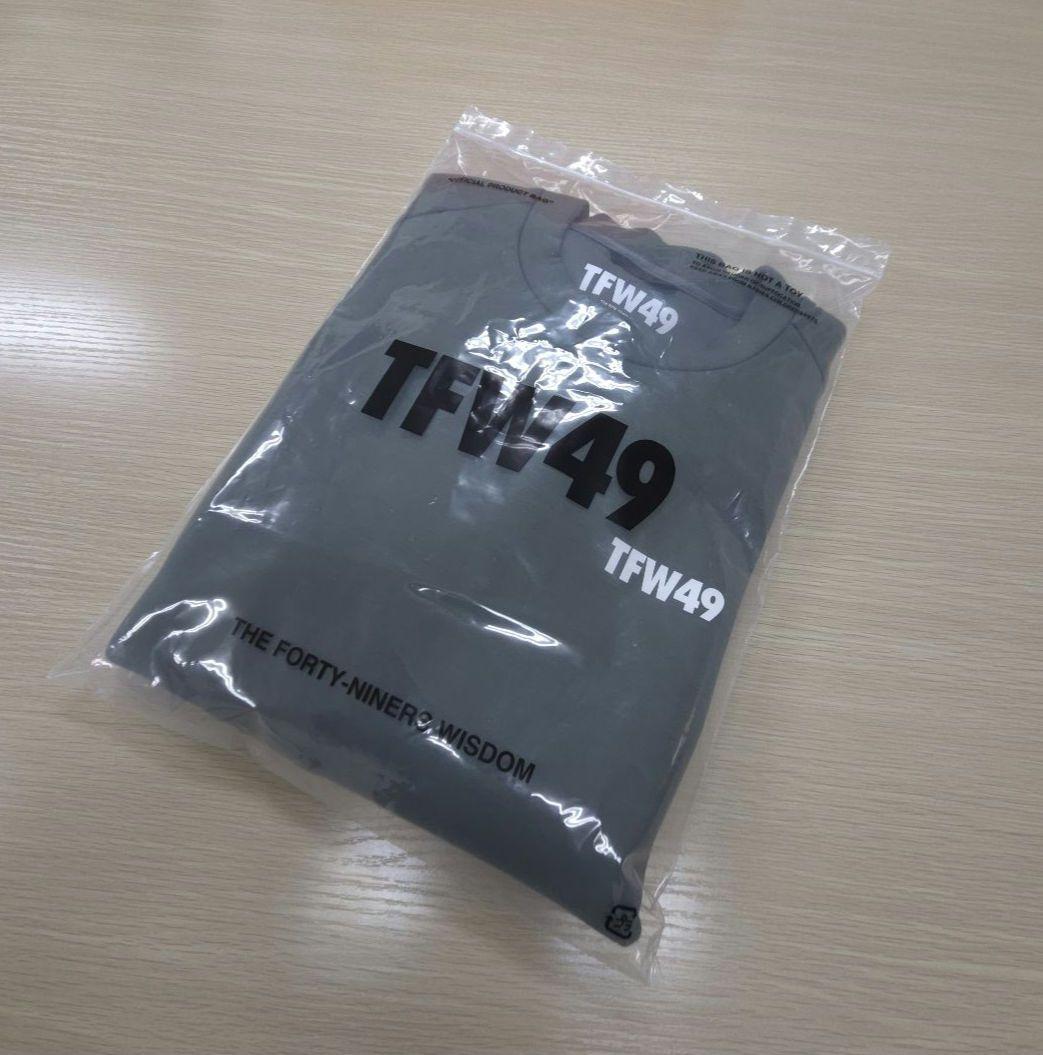 "OFFICIAL PRODUCT BAG"
THIS BAG IS NOT A TOY
TFW49
TFW49
TFW49
THE FORTY-NINERS WISDOM